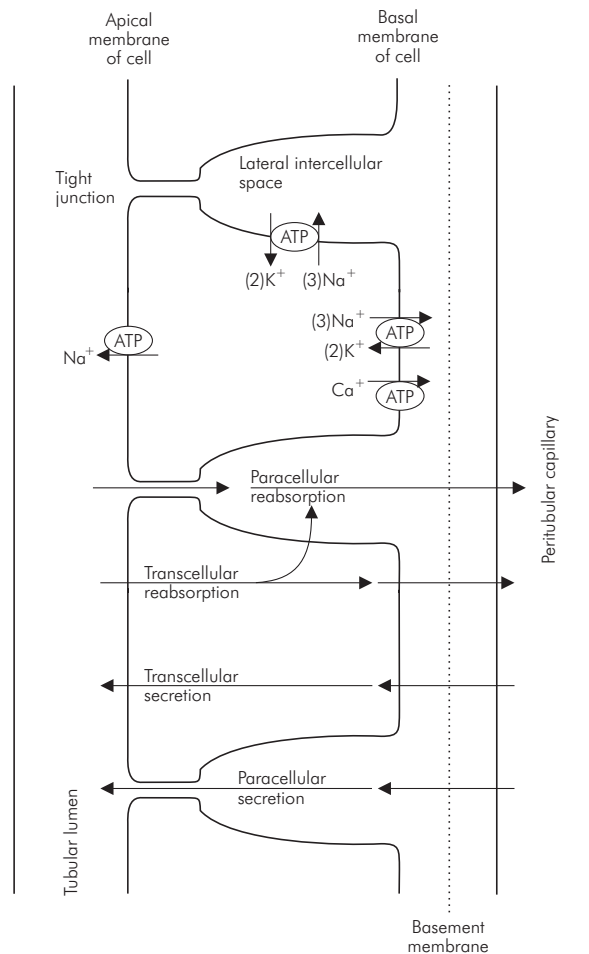 Apical
membrane
of cell
Basal
membrane
of cell
Lateral intercellular
space
Tight
junction
ATP
(2)K+ (3)Na+
(3)Na+
ATP
(2)K+
ATP
Na+
Ca+
ATP
Paracellular
reabsorption
Peritubular capillary
Transcellular
reabsorption
Transcellular
secretion
Paracellular
secretion
Tubular lumen
Basement
membrane